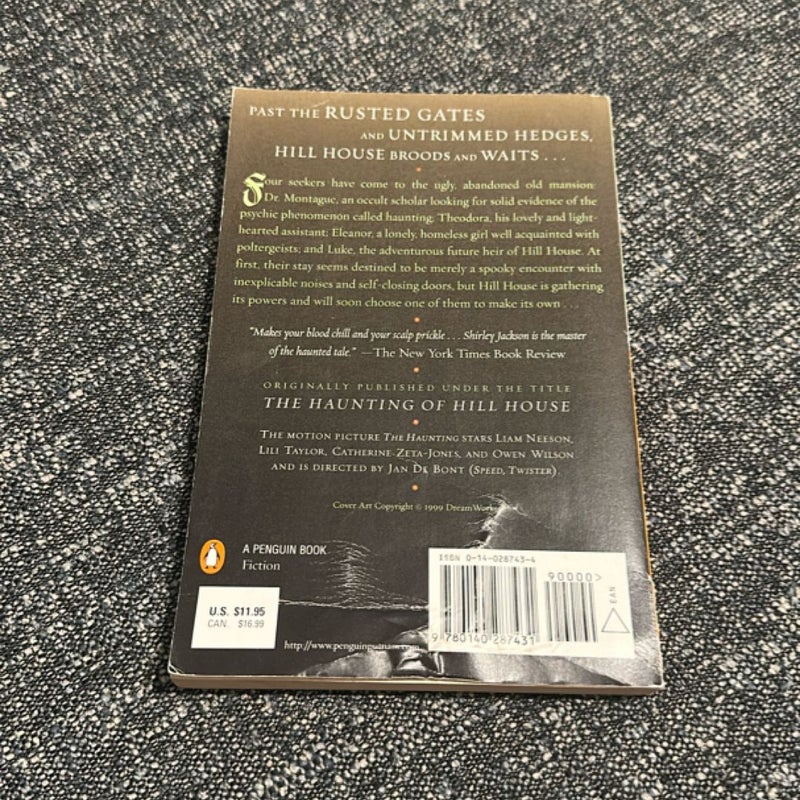 PAST THE RUSTED GATES
AND UNTRIMMED HEDGES,
HILL HOUSE BROODS AND WAITS . . .
Four seekers have come to the ugly, abandoned old mansion:
Dr. Montague, an occult scholar looking for solid evidence of the
psychic phenomenon called haunting; Theodora, his lovely and light-
hearted assistant; Eleanor, a lonely, homeless girl well acquainted with
poltergeists; and Luke, the adventurous future heir of Hill House. At
first, their stay seems destined to be merely a spooky encounter with
inexplicable noises and self-closing doors, but Hill House is gathering
its powers and will soon choose one of them to make its own . . .
"Makes your blood chill and your scalp prickle . . . Shirley Jackson is the master
of the haunted tale." —The New York Times Book Review
ORIGINALLY PUBLISHED UNDER THE TITLE
THE HAUNTING OF HILL HOUSE
THE MOTION PICTURE THE HAUNTING STARS LIAM NEESON,
LILI TAYLOR, CATHERINE ZETA-JONES, AND OWEN WILSON
AND IS DIRECTED BY JAN DE BONT (SPEED, TWISTER).
Cover Art Copyright © 1999 DreamWorks
A PENGUIN BOOK
Fiction
ISBN 0-14-028743-4
90000>
EAN
9 780140 287431
U.S. $11.95
CAN. $16.99
http://www.penguinputnam.com